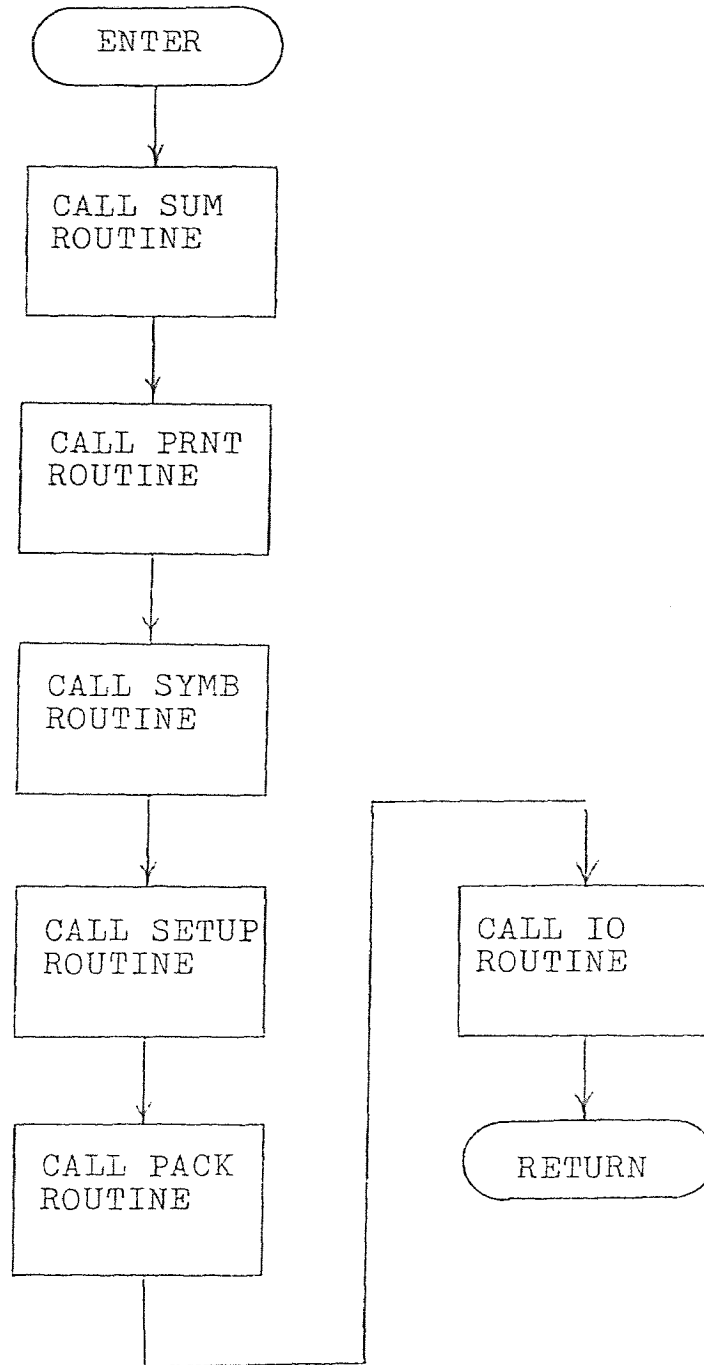 ENTER
CALL SUM
ROUTINE
CALL PRNT
ROUTINE
CALL SYMB
ROUTINE
CALL SETUP
ROUTINE
CALL PACK
ROUTINE
CALL IO
ROUTINE
RETURN